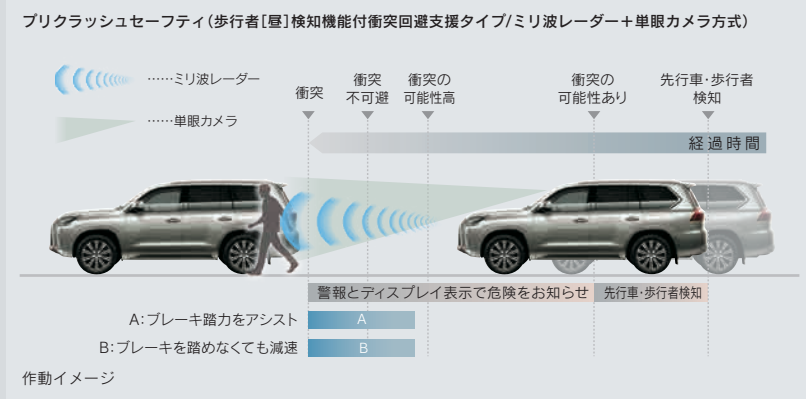 プリクラッシュセーフティ(歩行者[昼]検知機能付衝突回避支援タイプ/ミリ波レーダー＋単眼カメラ方式)
……ミリ波レーダー
……単眼カメラ
衝突
衝突
不可避
衝突の
可能性高
衝突の
可能性あり
先行車・歩行者
検知
経過時間
警報とディスプレイ表示で危険をお知らせ
先行車・歩行者検知
A：ブレーキ踏力をアシスト
A
B：ブレーキを踏めなくても減速
B
作動イメージ